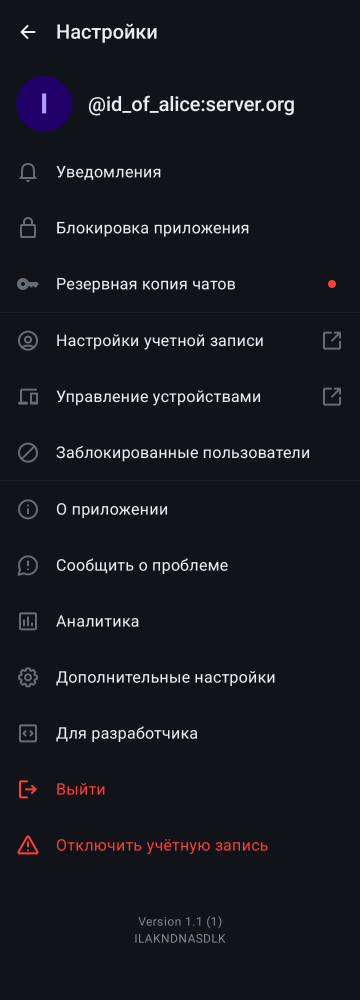 Настройки
I
@id_of_alice:server.org
Уведомления
Блокировка приложения
Резервная копия чатов
Настройки учетной записи
Управление устройствами
Заблокированные пользователи
О приложении
Сообщить о проблеме
Аналитика
Дополнительные настройки
Для разработчика
Выйти
Отключить учётную запись
Version 1.1 (1)
ILAKNDNASDLK